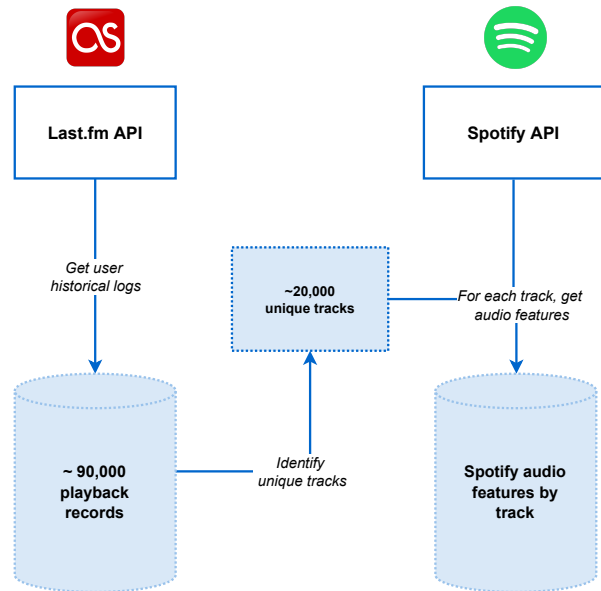 Last.fm API
Spotify API
Get user
historical logs
~20,000
unique tracks
For each track, get
audio features
~ 90,000
playback
records
Identify
unique tracks
Spotify audio
features by
track